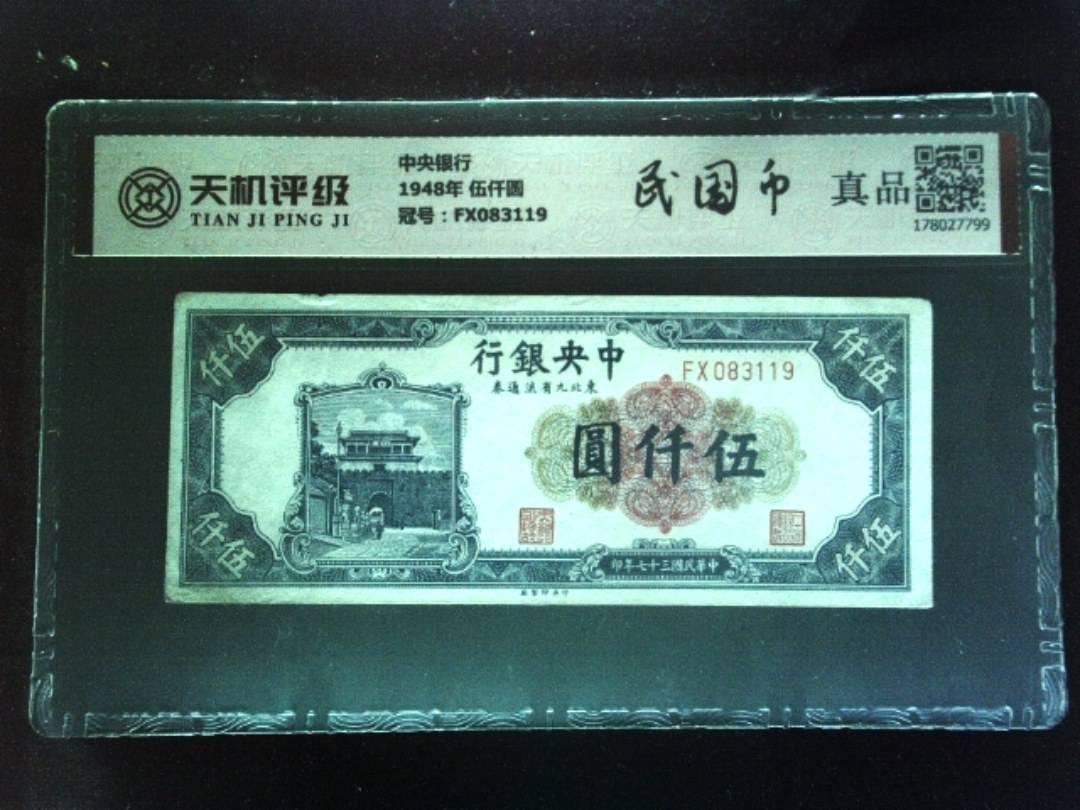 天机评级
TIAN JI PING JI
中央银行
1948年 伍仟圆
冠号：FX083119
民国币
真品
178027799
中央銀行
東北九省流通券
FX083119
伍仟
伍仟
伍仟圓
伍仟
伍仟
中華民國三十七年印